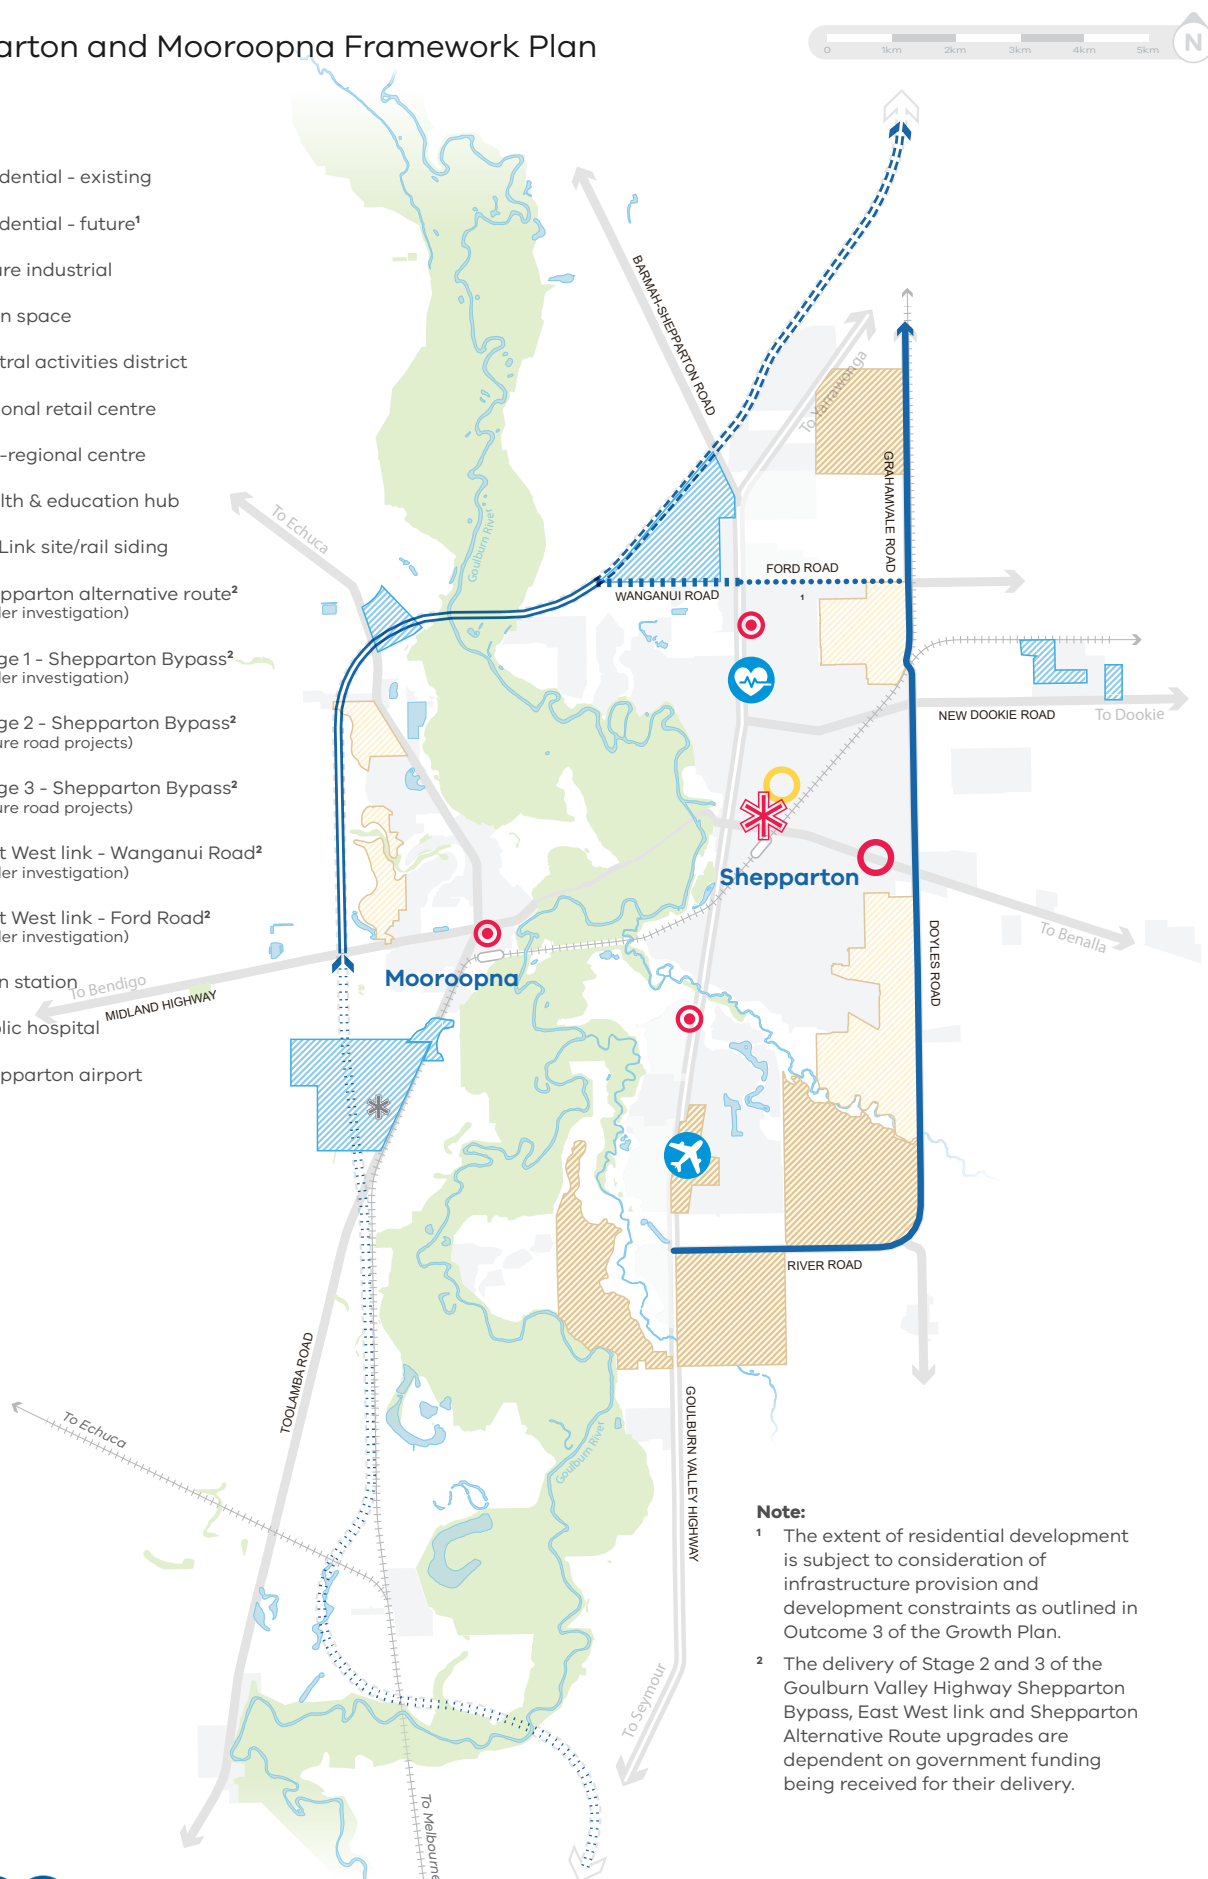 arton and Mooroopna Framework Plan
0 1km 2km 3km 4km 5km
N
dential - existing
dential - future¹
ure industrial
n space
tral activities district
ional retail centre
-regional centre
lth & education hub
Link site/rail siding
pparton alternative route²
der investigation)
ge 1 - Shepparton Bypass²
der investigation)
ge 2 - Shepparton Bypass²
ure road projects)
ge 3 - Shepparton Bypass²
ure road projects)
t West link - Wanganui Road²
der investigation)
t West link - Ford Road²
der investigation)
n station
lic hospital
pparton airport
BARMAH-SHEPPARTON ROAD
To Yarrawonga
GRAHAMVALE ROAD
To Echuca
Goulburn River
FORD ROAD
WANGANUI ROAD
1
NEW DOOKIE ROAD
To Dookie
Shepparton
To Benalla
DOYLES ROAD
Mooroopna
To Bendigo
MIDLAND HIGHWAY
RIVER ROAD
TOOLAMBA ROAD
To Echuca
Goulburn River
GOULBURN VALLEY HIGHWAY
To Seymour
To Melbourne
Note:
¹ The extent of residential development
is subject to consideration of
infrastructure provision and
development constraints as outlined in
Outcome 3 of the Growth Plan.
² The delivery of Stage 2 and 3 of the
Goulburn Valley Highway Shepparton
Bypass, East West link and Shepparton
Alternative Route upgrades are
dependent on government funding
being received for their delivery.